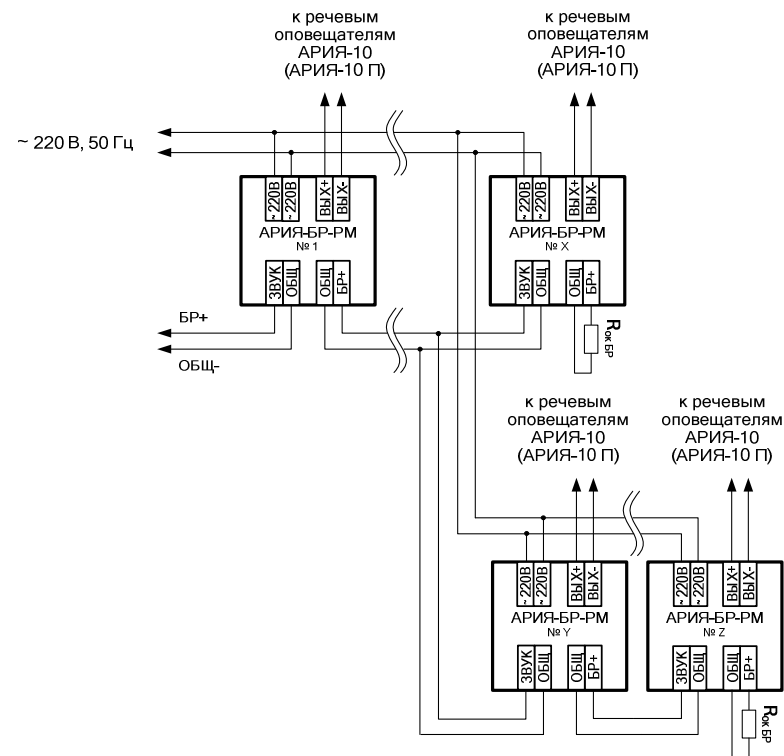 к речевым
оповещателям
АРИЯ-10
(АРИЯ-10 П)
к речевым
оповещателям
АРИЯ-10
(АРИЯ-10 П)
~ 220 В, 50 Гц
~220В
~220В
ВЫХ+
ВЫХ-
АРИЯ-БР-РМ
№ 1
ЗВУК
ОБЩ
ОБЩ
БР+
~220В
~220В
ВЫХ+
ВЫХ-
АРИЯ-БР-РМ
№ X
ЗВУК
ОБЩ
ОБЩ
БР+
Rок БР
БР+
ОБЩ-
к речевым
оповещателям
АРИЯ-10
(АРИЯ-10 П)
к речевым
оповещателям
АРИЯ-10
(АРИЯ-10 П)
~220В
~220В
ВЫХ+
ВЫХ-
АРИЯ-БР-РМ
№ Y
ЗВУК
ОБЩ
ОБЩ
БР+
~220В
~220В
ВЫХ+
ВЫХ-
АРИЯ-БР-РМ
№ Z
ЗВУК
ОБЩ
ОБЩ
БР+
Rок БР